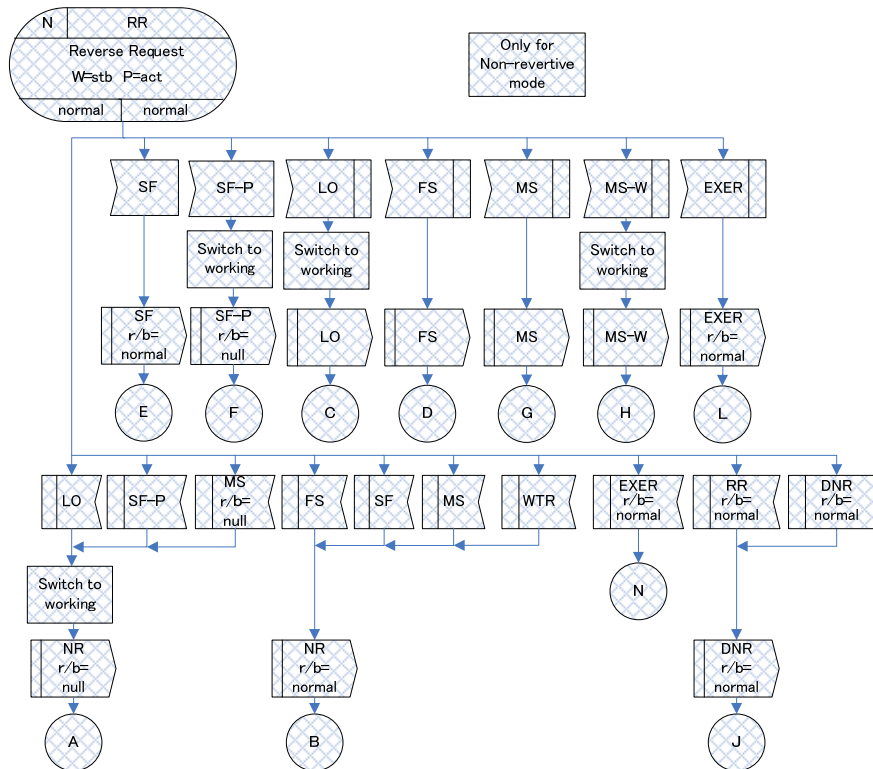 N RR
Reverse Request
W=stb P=act
normal normal
Only for
Non-revertive
mode
SF SF-P LO FS MS MS-W EXER
Switch to
working
Switch to
working
Switch to
working
SF
r/b=
normal
SF-P
r/b=
null
LO
FS
MS
MS-W
EXER
r/b=
normal
E F C D G H L
LO
SF-P
MS
r/b=
null
FS
SF
MS
WTR
EXER
r/b=
normal
RR
r/b=
normal
DNR
r/b=
normal
N
Switch to
working
NR
r/b=
null
NR
r/b=
normal
DNR
r/b=
normal
A B J